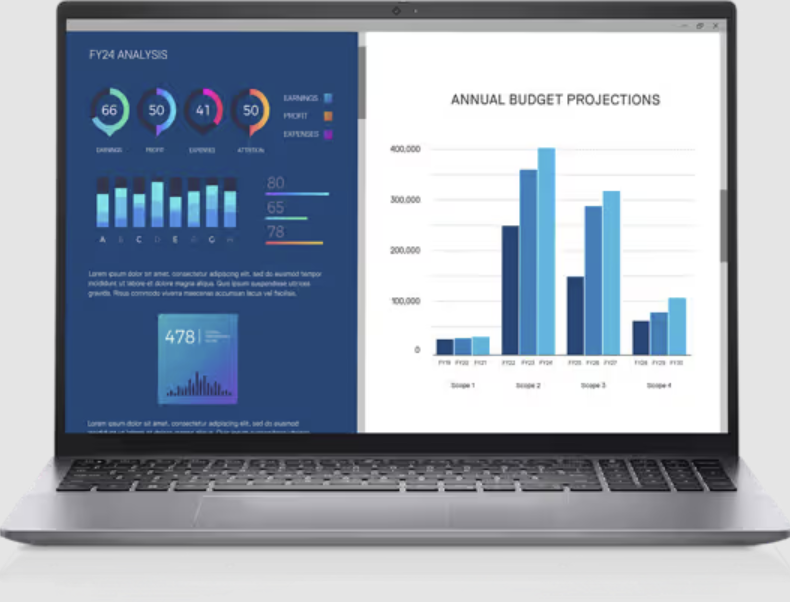 FY24 ANALYSIS
66
50
41
50
EARNINGS
PROFIT
EXPENSES
EARNINGS
PROFIT
EXPENSES
ATTENTION
80
65
78
A B C D E G H
Lorem ipsum dolor sit amet, consectetur adipiscing elit, sed do eiusmod tempor
incididunt ut labore et dolore magna aliqua. Quis ipsum suspendisse ultrices
gravida. Risus commodo viverra maecenas accumsan lacus vel facilisis.
478
Lorem ipsum dolor sit amet, consectetur adipiscing elit, sed do eiusmod
ANNUAL BUDGET PROJECTIONS
400,000
300,000
200,000
100,000
0
FY19 FY20 FY21
FY22 FY23 FY24
FY25 FY26 FY27
FY28 FY29 FY30
Scope 1
Scope 2
Scope 3
Scope 4